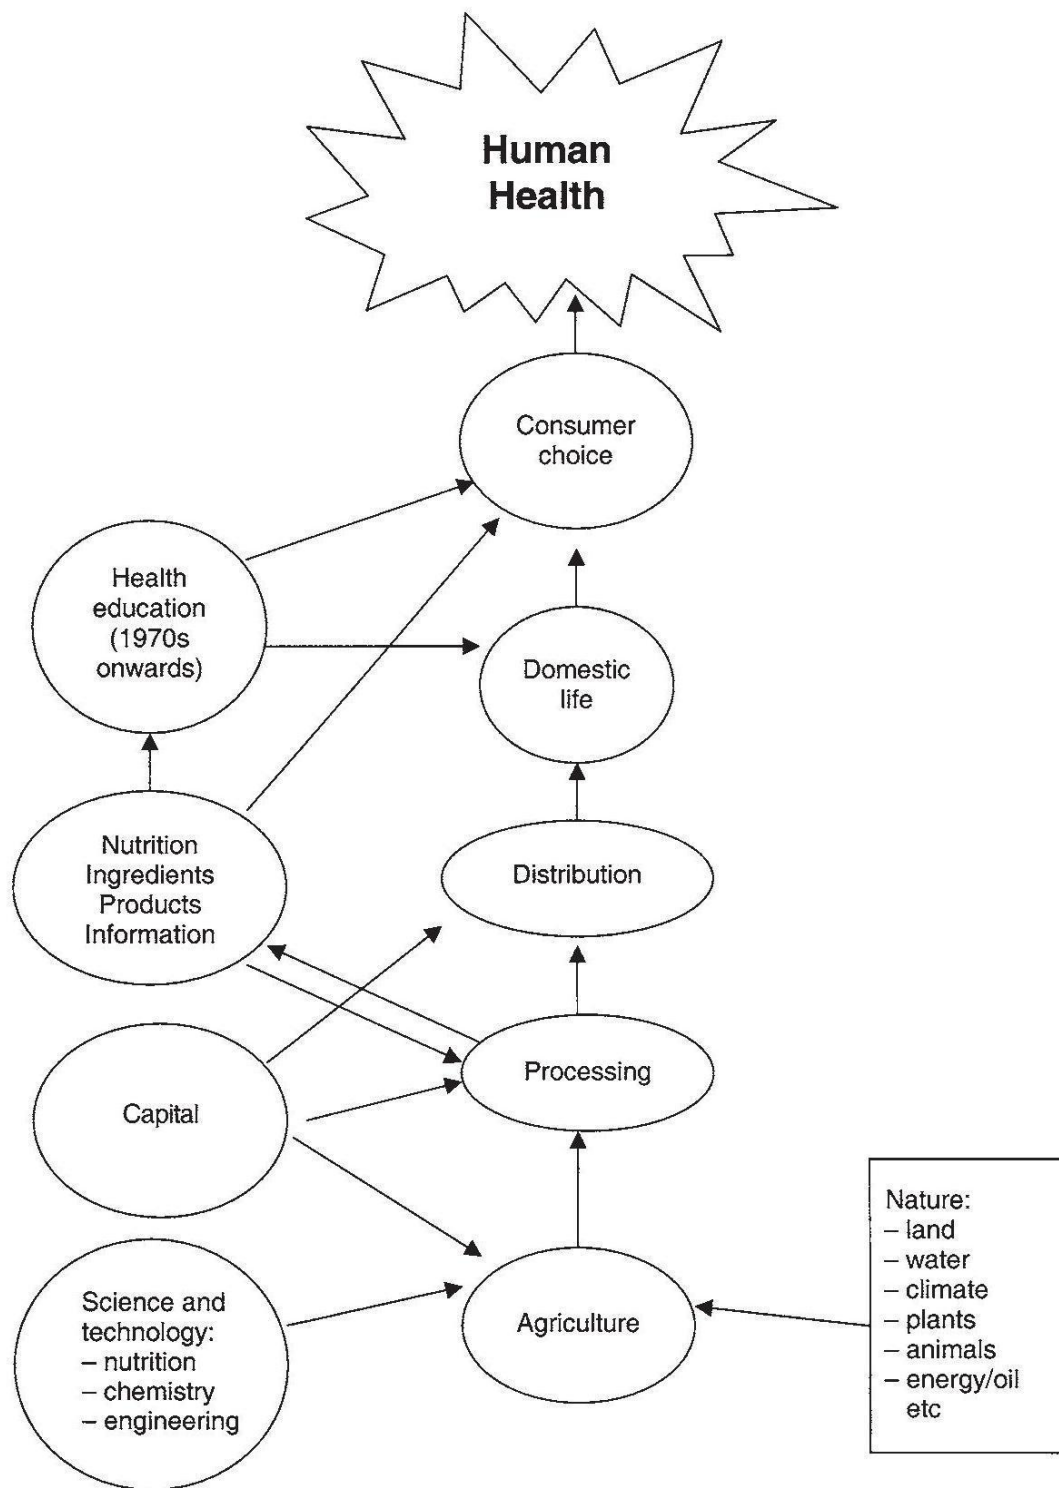 Human
Health
Consumer
choice
Health
education
(1970s
onwards)
Domestic
life
Nutrition
Ingredients
Products
Information
Distribution
Processing
Capital
Nature:
– land
– water
– climate
– plants
– animals
– energy/oil
etc
Science and
technology:
– nutrition
– chemistry
– engineering
Agriculture